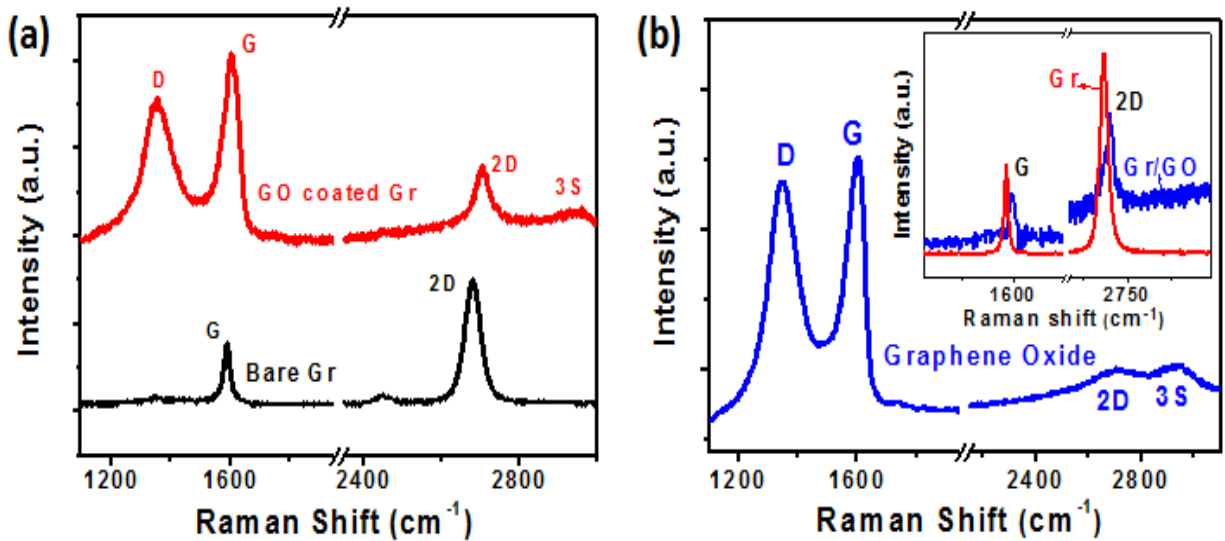 (a)
Intensity (a.u.)
D
G
GO coated Gr
2D
3S
G
Bare Gr
2D
1200
1600
2400
2800
Raman Shift (cm-1)
(b)
Intensity (a.u.)
D
G
Graphene Oxide
2D
3S
1200
1600
2400
2800
Raman Shift (cm-1)
Intensity (a.u.)
Gr
2D
G
Gr/GO
1600
2750
Raman shift (cm-1)